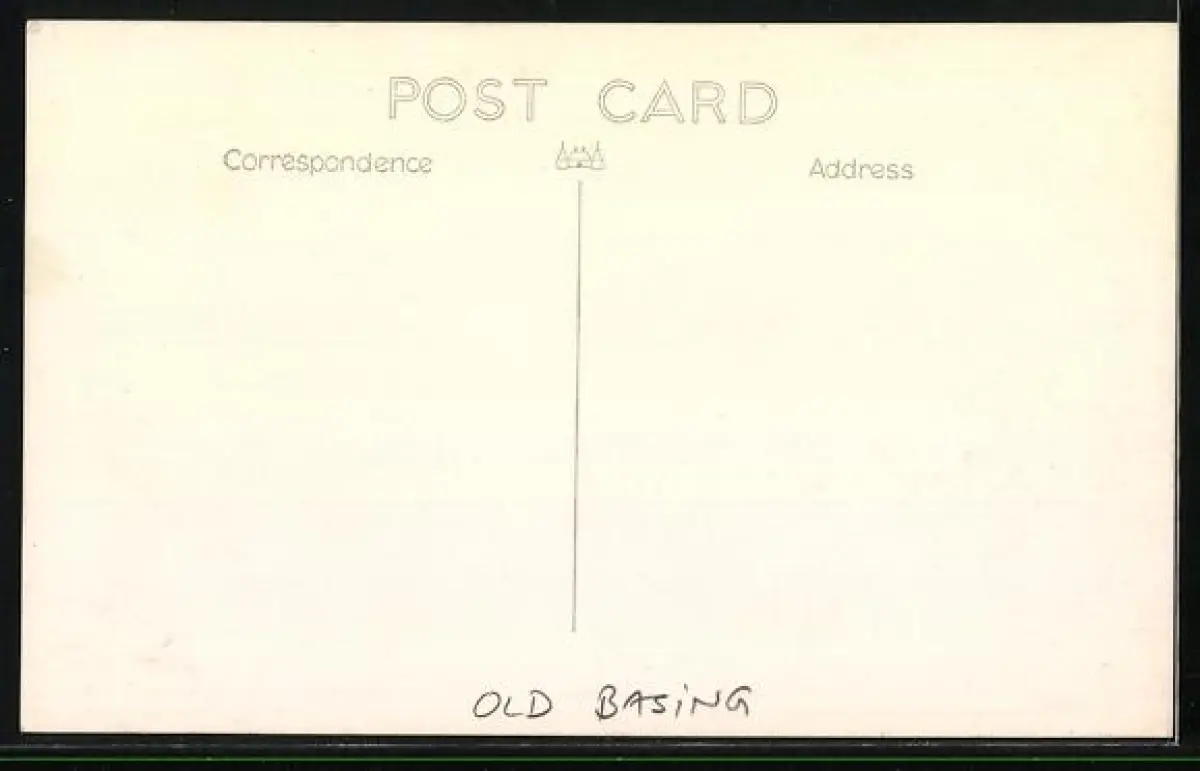 POST CARD
Correspondence
Address
OLD BASING